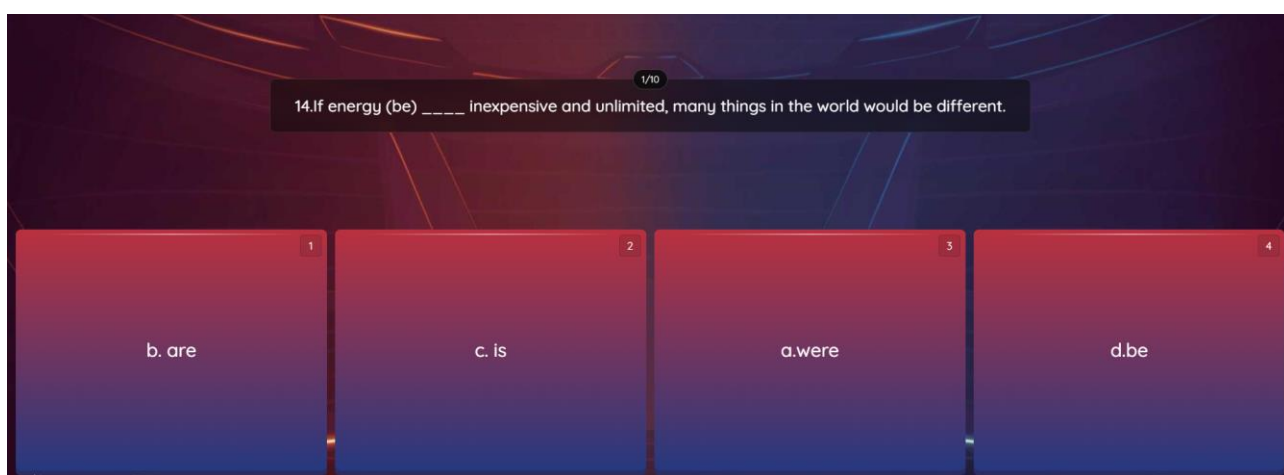 1/10
14.If energy (be) ____ inexpensive and unlimited, many things in the world would be different.
1
2
3
4
b. are
c. is
a.were
d.be